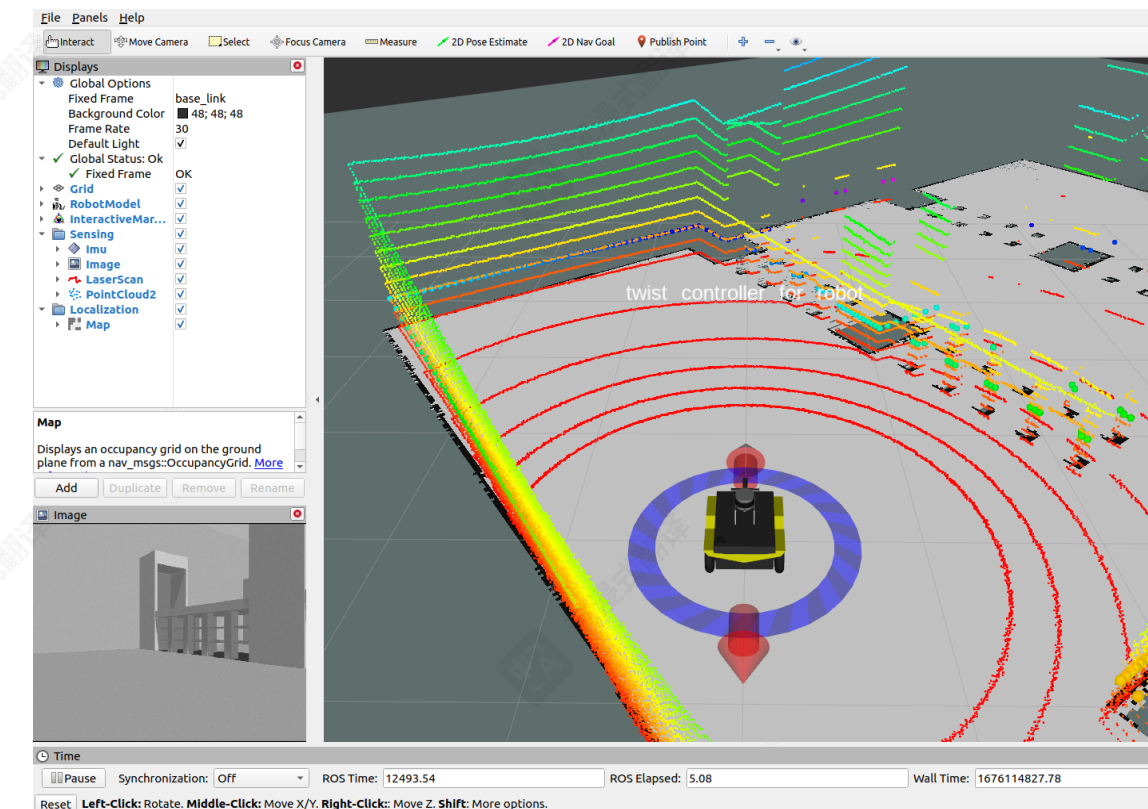 File Panels Help
Interact Move Camera Select Focus Camera Measure 2D Pose Estimate 2D Nav Goal Publish Point
Displays
Global Options
Fixed Frame base_link
Background Color 48; 48; 48
Frame Rate 30
Default Light
Global Status: Ok
Fixed Frame OK
Grid
RobotModel
InteractiveMar...
Sensing
Imu
Image
LaserScan
PointCloud2
Localization
Map
Map
Displays an occupancy grid on the ground
plane from a nav_msgs::OccupancyGrid. More
Add Duplicate Remove Rename
Image
twist controller for robot
Time
Pause Synchronization: Off ROS Time: 12493.54 ROS Elapsed: 5.08 Wall Time: 1676114827.78
Reset Left-Click: Rotate. Middle-Click: Move X/Y. Right-Click:: Move Z. Shift: More options.